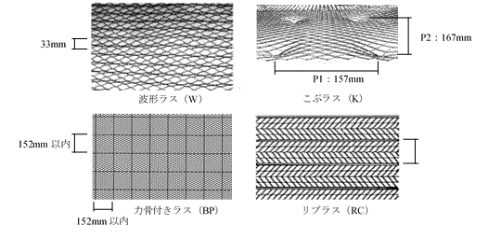 33mm
P2：167mm
P1：157mm
波形ラス（W）
こぶラス（K）
152mm 以内
力骨付きラス（BP）
リブラス（RC）
152mm 以内